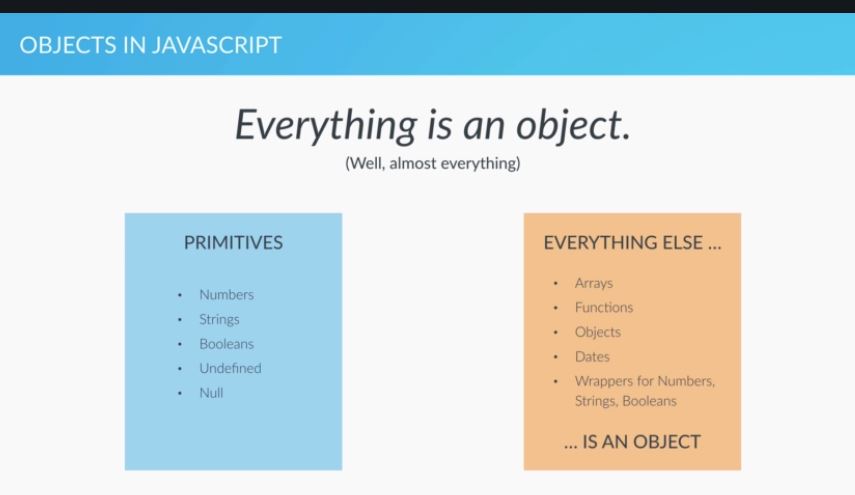 OBJECTS IN JAVASCRIPT
Everything is an object.
(Well, almost everything)
PRIMITIVES
• Numbers
• Strings
• Booleans
• Undefined
• Null
EVERYTHING ELSE ...
• Arrays
• Functions
• Objects
• Dates
• Wrappers for Numbers,
Strings, Booleans
... IS AN OBJECT